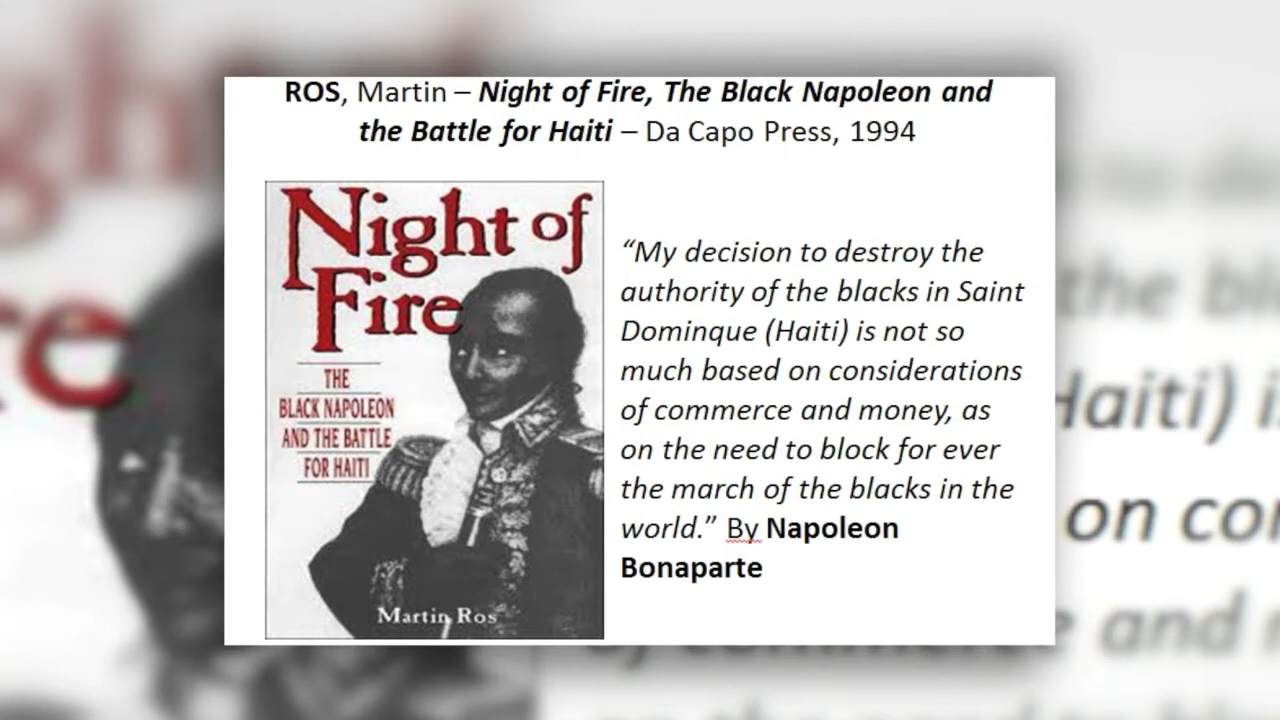 ROS, Martin – Night of Fire, The Black Napoleon and
the Battle for Haiti – Da Capo Press, 1994
Night of
Fire
THE
BLACK NAPOLEON
AND THE BATTLE
FOR HAITI
Martin Ros
“My decision to destroy the
authority of the blacks in Saint
Dominque (Haiti) is not so
much based on considerations
of commerce and money, as
on the need to block for ever
the march of the blacks in the
world.” By Napoleon
Bonaparte